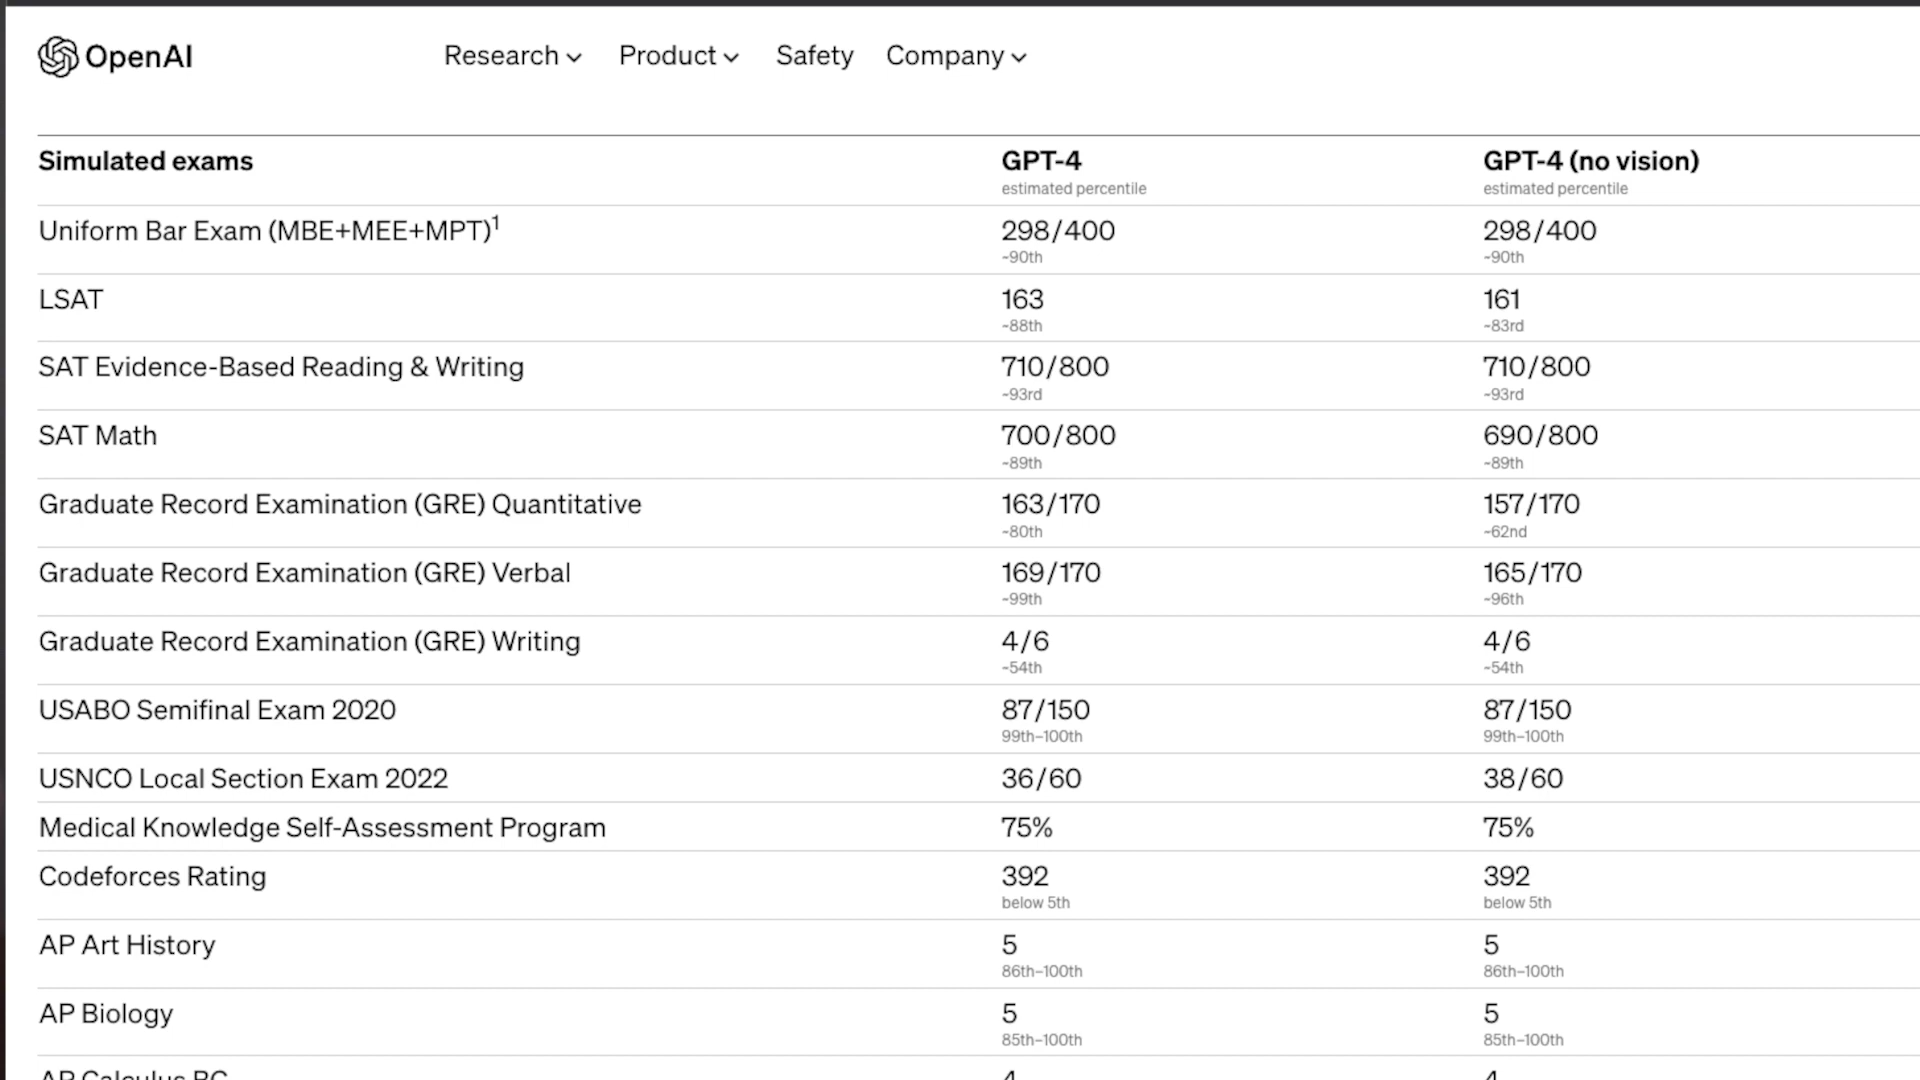 OpenAI Research Product Safety Company
Simulated exams GPT-4 GPT-4 (no vision)
estimated percentile estimated percentile
Uniform Bar Exam (MBE+MEE+MPT)1 298/400 298/400
~90th ~90th
LSAT 163 161
~88th ~83rd
SAT Evidence-Based Reading & Writing 710/800 710/800
~93rd ~93rd
SAT Math 700/800 690/800
~89th ~89th
Graduate Record Examination (GRE) Quantitative 163/170 157/170
~80th ~62nd
Graduate Record Examination (GRE) Verbal 169/170 165/170
~99th ~96th
Graduate Record Examination (GRE) Writing 4/6 4/6
~54th ~54th
USABO Semifinal Exam 2020 87/150 87/150
99th–100th 99th–100th
USNCO Local Section Exam 2022 36/60 38/60
Medical Knowledge Self-Assessment Program 75% 75%
Codeforces Rating 392 392
below 5th below 5th
AP Art History 5 5
86th–100th 86th–100th
AP Biology 5 5
85th–100th 85th–100th
AP Calculus BC 4 4